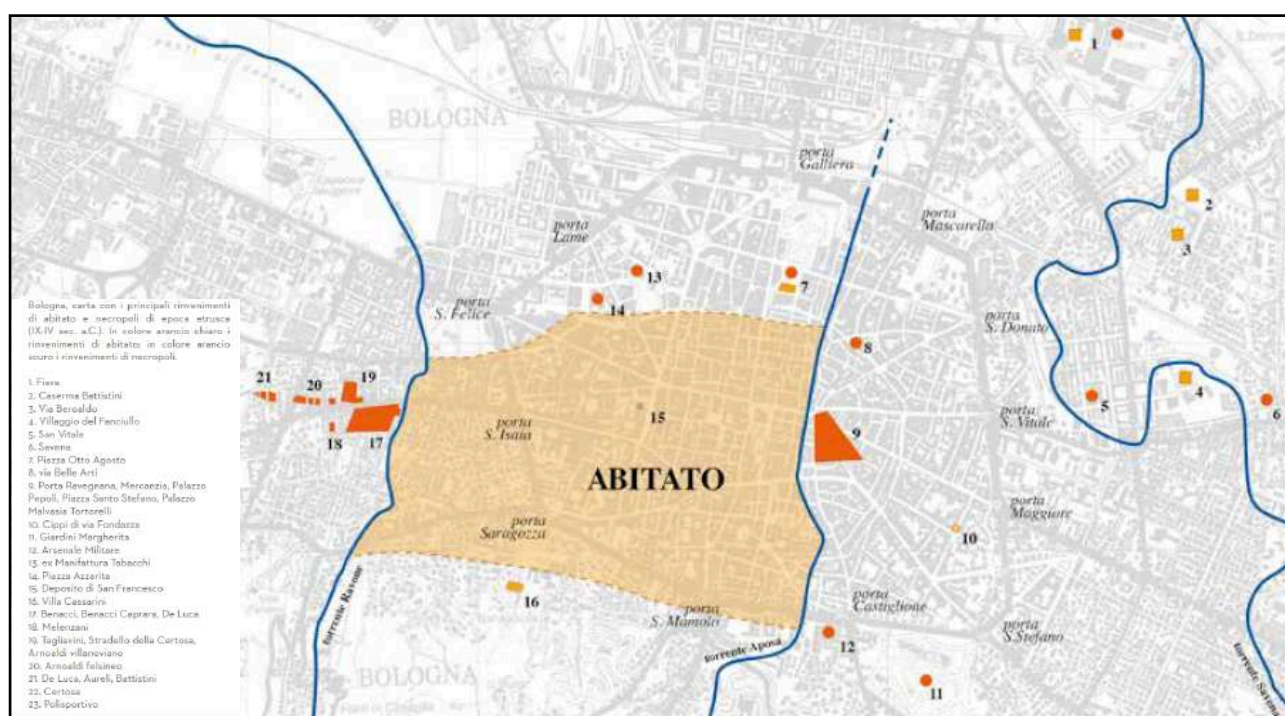 BOLOGNA
porta
Galliera
porta
Mascarella
porta
Lame
porta
S. Felice
porta
S. Donato
porta
S. Isaia
porta
S. Vitale
ABITATO
porta
Saragozza
porta
Maggiore
porta
S. Mamolo
porta
Castiglione
porta
S.Stefano
torrente Ravone
torrente Aposa
torrente Savena
BOLOGNA
1
2
3
4
5
6
7
8
9
10
11
12
13
14
15
16
17
18
19
20
21
Bologna, carta con i principali rinvenimenti
di abitato e necropoli di epoca etrusca
(IX-IV sec. a.C.). In colore arancio chiaro i
rinvenimenti di abitato; in colore arancio
scuro i rinvenimenti di necropoli.
1. Fiera
2. Caserma Battistini
3. Via Beroaldo
4. Villaggio del Fanciullo
5. San Vitale
6. Savena
7. Piazza Otto Agosto
8. via Belle Arti
9. Porta Ravegnana, Mercanzia, Palazzo
Pepoli, Piazza Santo Stefano, Palazzo
Malvasia Tortorelli
10. Cippi di via Fondazza
11. Giardini Margherita
12. Arsenale Militare
13. ex Manifattura Tabacchi
14. Piazza Azzarita
15. Deposito di San Francesco
16. Villa Cassarini
17. Benacci, Benacci Caprara, De Luca
18. Melenzani
19. Tagliavini, Stradello della Certosa,
Arnoaldi villanoviano
20. Arnoaldi felsineo
21. De Luca, Aureli, Battistini
22. Certosa
23. Polisportivo